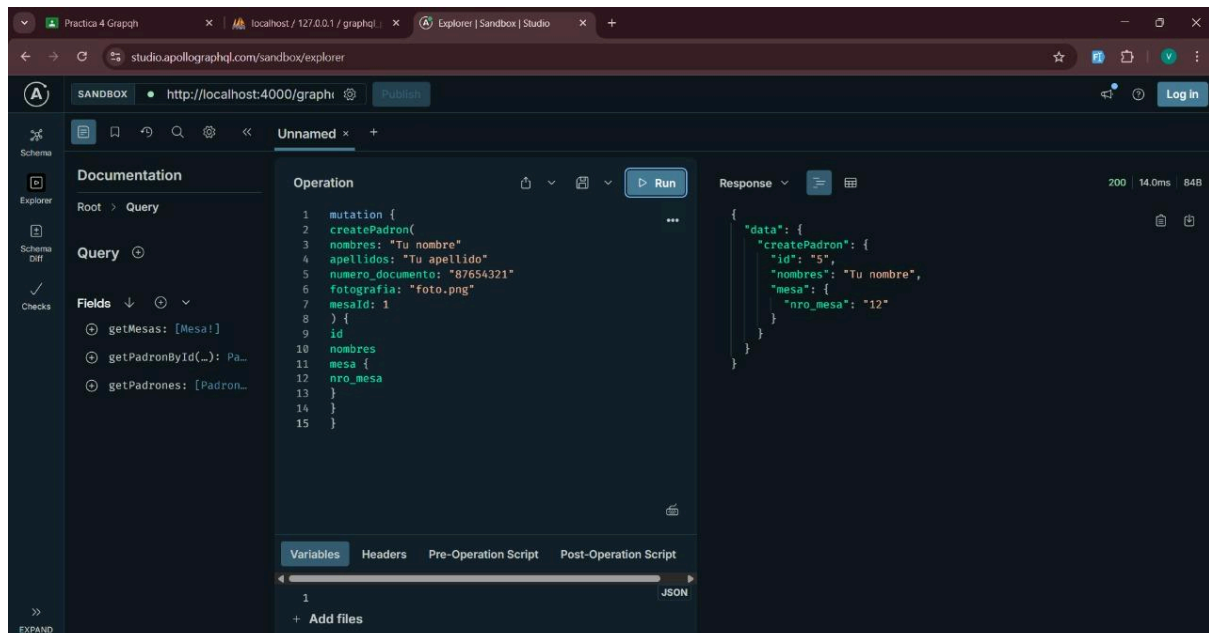 Practica 4 Grapqh
localhost / 127.0.0.1 / graphql_
Explorer | Sandbox | Studio
studio.apollographql.com/sandbox/explorer
V
A
SANDBOX
http://localhost:4000/graph
Publish
Log in
Schema
Explorer
Schema
Diff
Checks
EXPAND
Unnamed
Documentation
Root > Query
Query
Fields
getMesas: [Mesa!]
getPadronById(…): Pa…
getPadrones: [Padron…
Operation
Run
1 mutation {
2 createPadron(
3 nombres: "Tu nombre"
4 apellidos: "Tu apellido"
5 numero_documento: "87654321"
6 fotografia: "foto.png"
7 mesaId: 1
8 ) {
9 id
10 nombres
11 mesa {
12 nro_mesa
13 }
14 }
15 }
Variables Headers Pre-Operation Script Post-Operation Script
1
JSON
+ Add files
Response
200 14.0ms 84B
{
"data": {
"createPadron": {
"id": "5",
"nombres": "Tu nombre",
"mesa": {
"nro_mesa": "12"
}
}
}
}